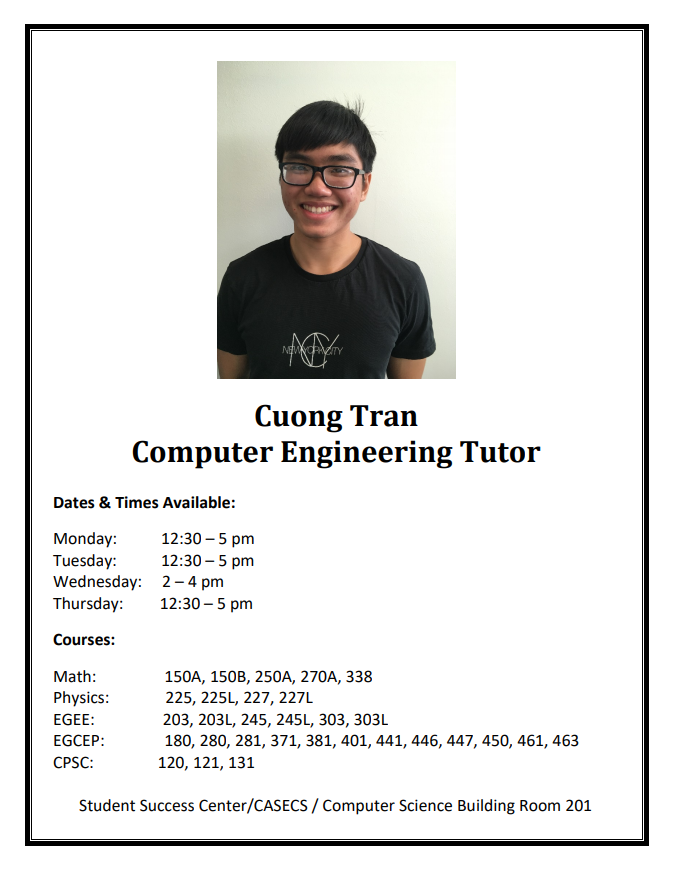 NEW YORK CITY
Cuong Tran
Computer Engineering Tutor
Dates & Times Available:
Monday: 12:30 – 5 pm
Tuesday: 12:30 – 5 pm
Wednesday: 2 – 4 pm
Thursday: 12:30 – 5 pm
Courses:
Math: 150A, 150B, 250A, 270A, 338
Physics: 225, 225L, 227, 227L
EGEE: 203, 203L, 245, 245L, 303, 303L
EGCEP: 180, 280, 281, 371, 381, 401, 441, 446, 447, 450, 461, 463
CPSC: 120, 121, 131
Student Success Center/CASECS / Computer Science Building Room 201